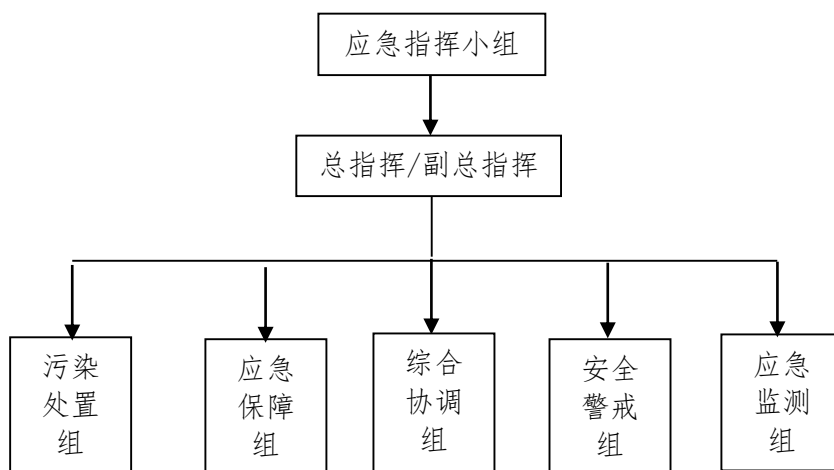 应急指挥小组
总指挥/副总指挥
污染
处置
组
应急
保障
组
综合
协调
组
安全
警戒
组
应急
监测
组